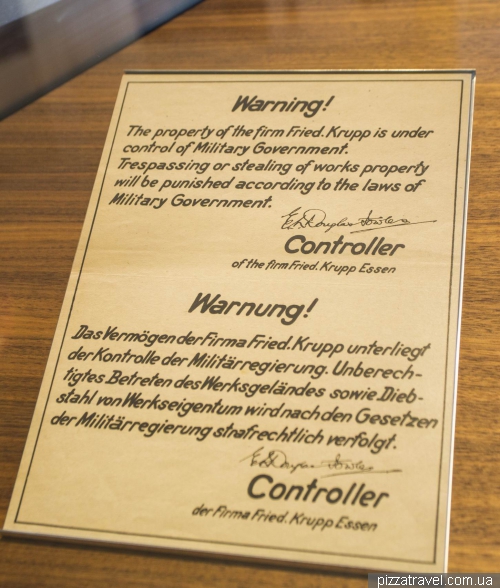 Warning!
The property of the firm Fried. Krupp is under
control of Military Government.
Trespassing or stealing of works property
will be punished according to the laws of
Military Government.
Douglas Fowles
Controller
of the firm Fried. Krupp Essen
Warnung!
Das Vermögen der Firma Fried. Krupp unterliegt
der Kontrolle der Militärregierung. Unberech-
tigtes Betreten des Werksgeländes sowie Dieb-
stahl von Werkseigentum wird nach den Gesetzen
der Militärregierung strafrechtlich verfolgt.
Douglas Fowles
Controller
der Firma Fried. Krupp Essen
pizzatravel.com.ua